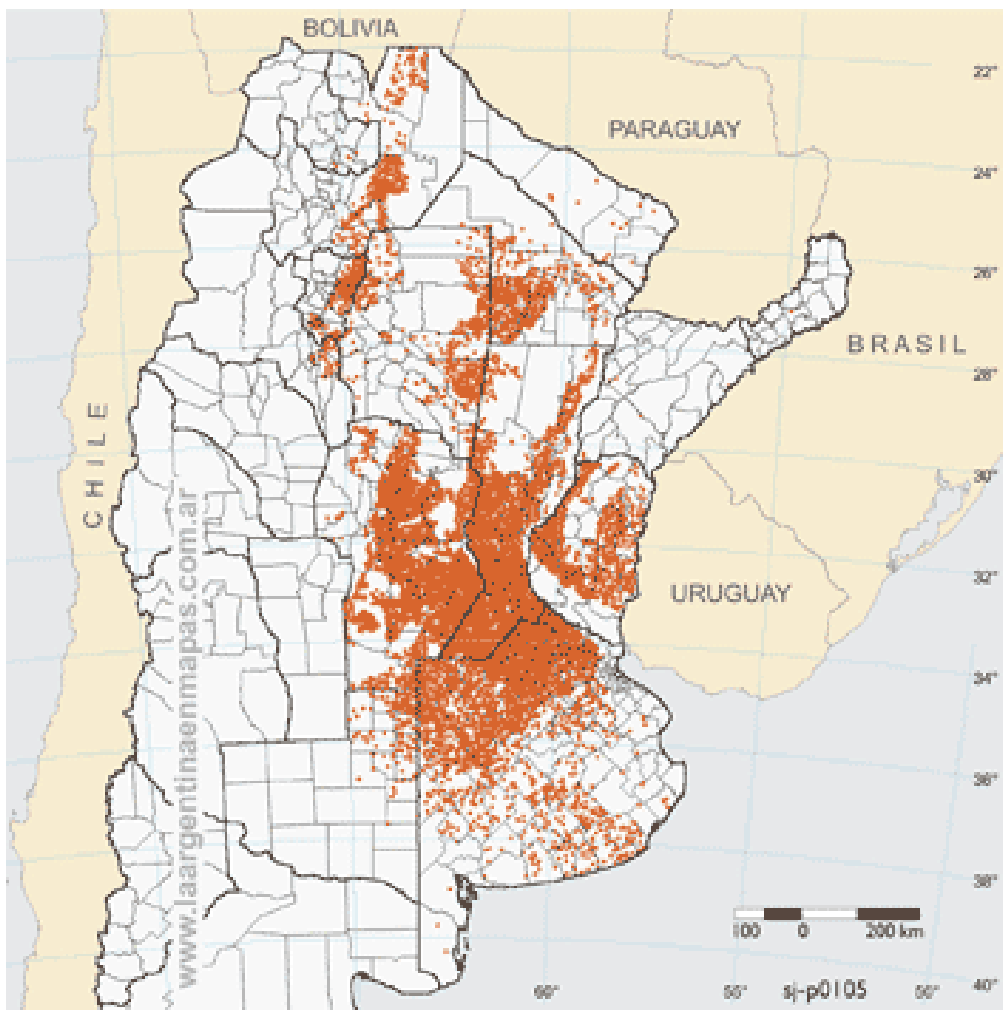 BOLIVIA
22°
PARAGUAY
24°
26°
BRASIL
28°
CHILE
30°
www.laargentinaenmapas.com.ar
32°
URUGUAY
34°
36°
38°
100 0 200 km
60° 55° sj-p0105 50° 40°